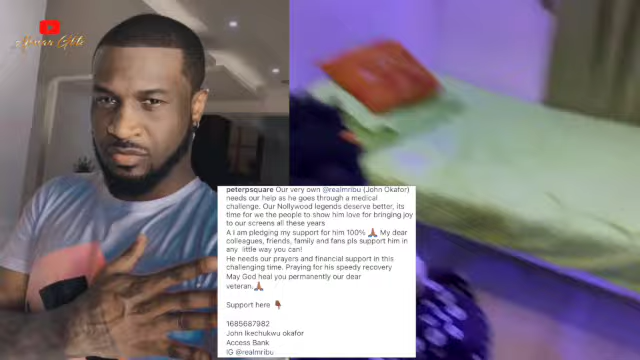 peterpsquare Our very own @realmribu (John Okafor)
needs our help as he goes through a medical
challenge. Our Nollywood legends deserve better, its
time for we the people to show him love for bringing joy
to our screens all these years
A I am pledging my support for him 100% 🙏🏾 My dear
colleagues, friends, family and fans pls support him in
any little way you can!
He needs our prayers and financial support in this
challenging time. Praying for his speedy recovery
May God heal you permanently our dear
veteran.🙏🏾
Support here 👇🏾
1685687982
John Ikechukwu okafor
Access Bank
IG @realmribu